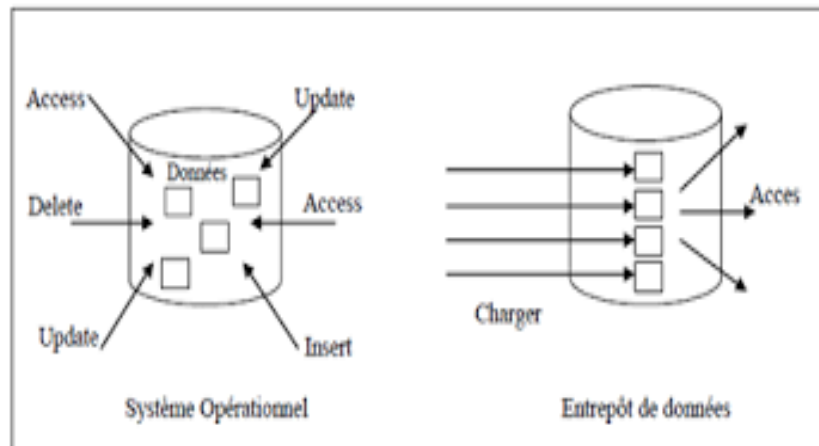 Access
Update
Données
Delete
Access
Update
Insert
Système Opérationnel
Acces
Charger
Entrepôt de données